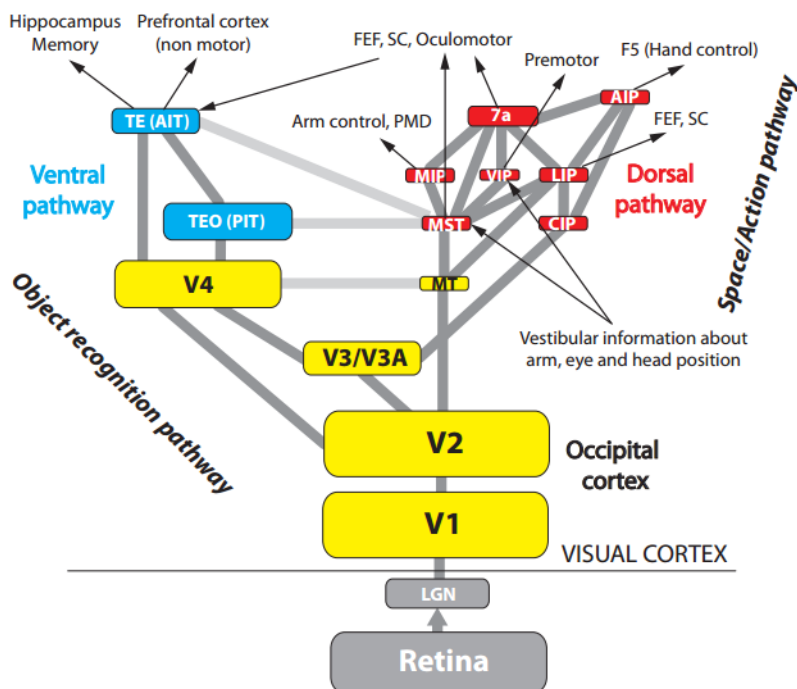 Hippocampus
Memory
Prefrontal cortex
(non motor)
FEF, SC, Oculomotor
Premotor
F5 (Hand control)
TE (AIT)
7a
AIP
Arm control, PMD
FEF, SC
Ventral
pathway
MIP
VIP
LIP
Dorsal
pathway
TEO (PIT)
MST
CIP
Space/Action pathway
V4
MT
Object recognition pathway
V3/V3A
Vestibular information about
arm, eye and head position
V2
Occipital
cortex
V1
VISUAL CORTEX
LGN
Retina